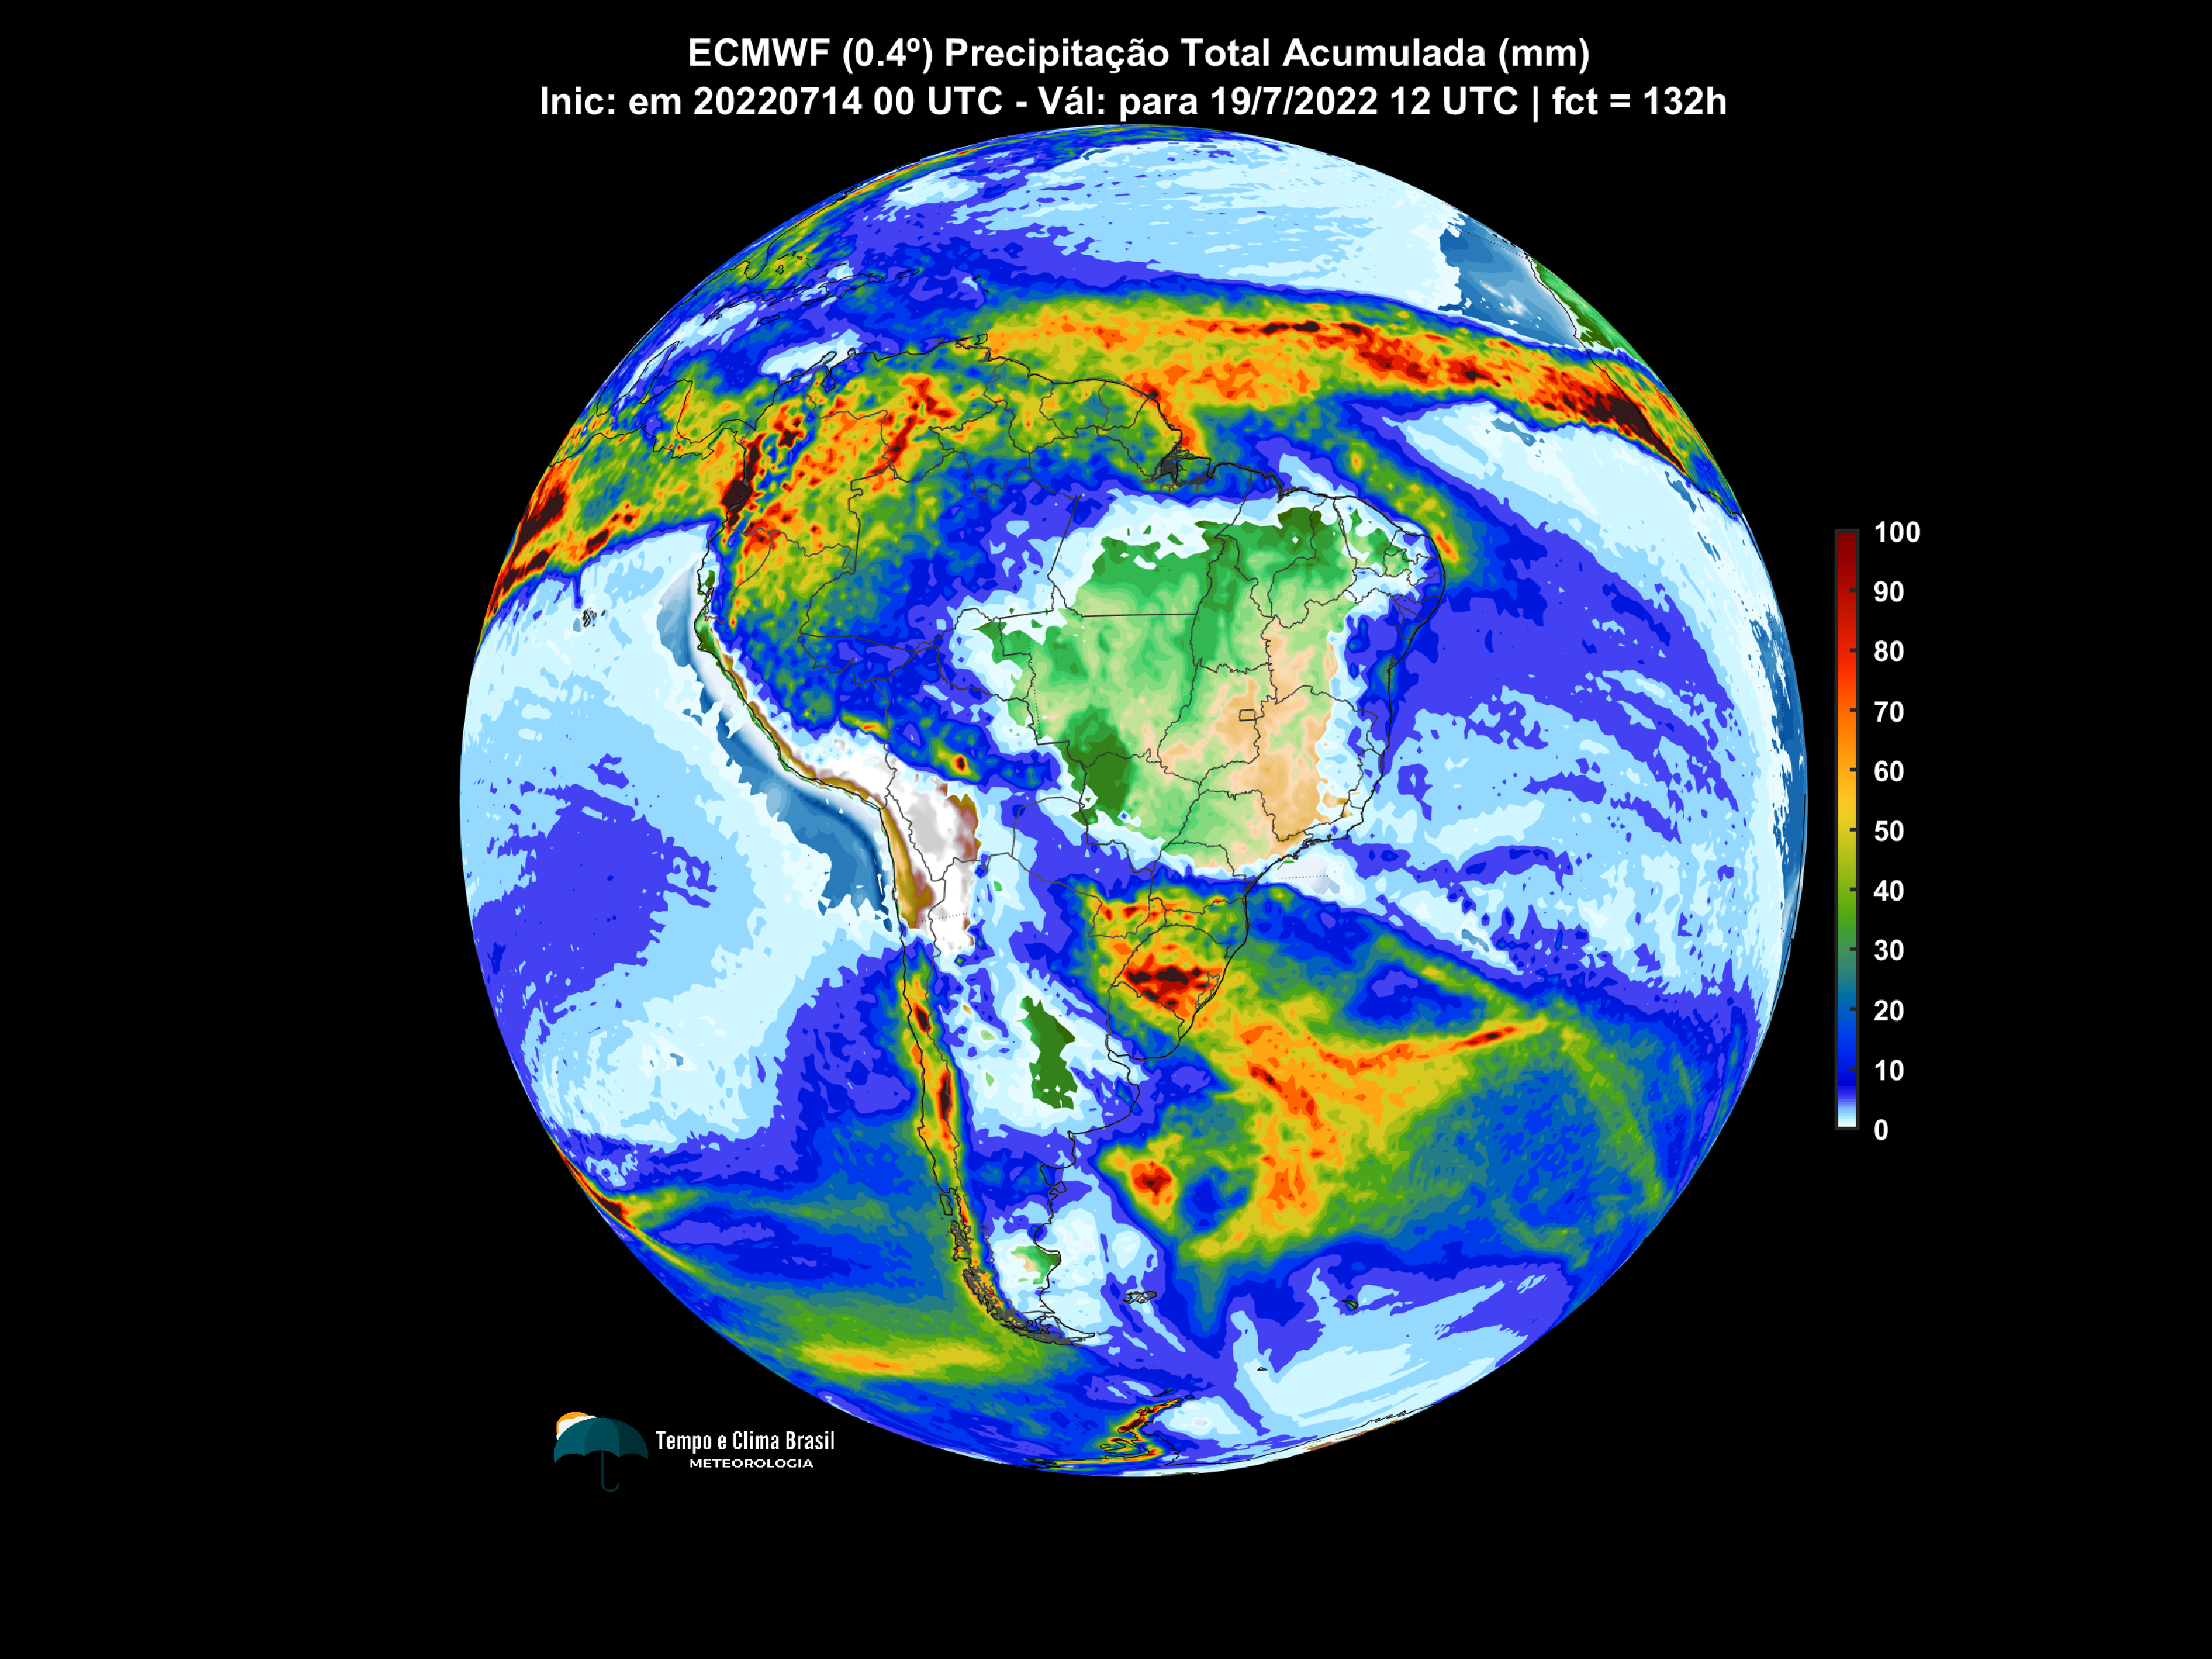 ECMWF (0.4º) Precipitação Total Acumulada (mm)
Inic: em 20220714 00 UTC - Vál: para 19/7/2022 12 UTC | fct = 132h
100
90
80
70
60
50
40
30
20
10
0
Tempo e Clima Brasil
METEOROLOGIA